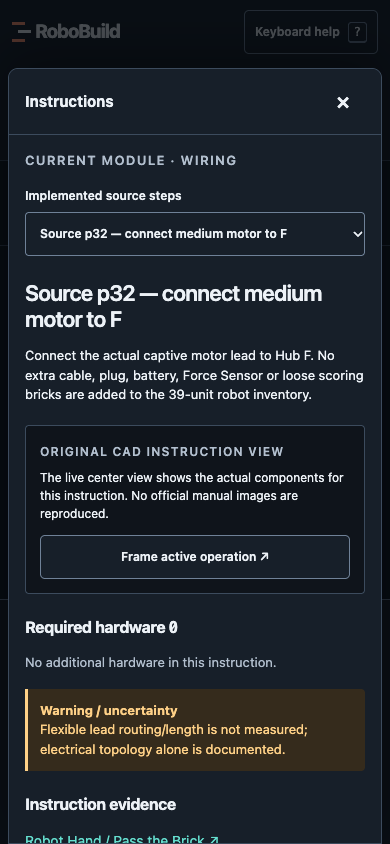 RoboBuild
Keyboard help ?
Instructions
×
CURRENT MODULE · WIRING
Implemented source steps
Source p32 — connect medium motor to F
Source p32 — connect medium
motor to F
Connect the actual captive motor lead to Hub F. No
extra cable, plug, battery, Force Sensor or loose scoring
bricks are added to the 39-unit robot inventory.
ORIGINAL CAD INSTRUCTION VIEW
The live center view shows the actual components for
this instruction. No official manual images are
reproduced.
Frame active operation ↗
Required hardware 0
No additional hardware in this instruction.
Warning / uncertainty
Flexible lead routing/length is not measured;
electrical topology alone is documented.
Instruction evidence
Robot Hand / Pass the Brick ↗